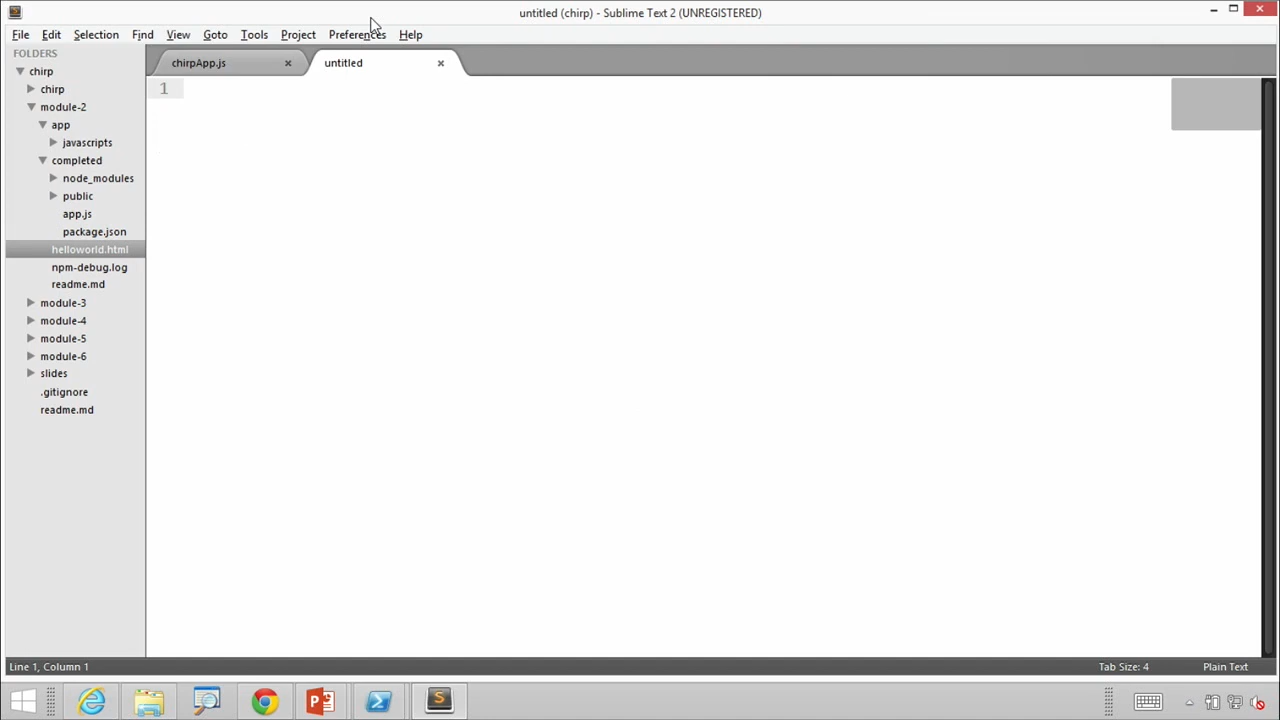 untitled (chirp) - Sublime Text 2 (UNREGISTERED)
File Edit Selection Find View Goto Tools Project Preferences Help
FOLDERS
chirpApp.js
untitled
chirp
chirp
module-2
app
javascripts
completed
node_modules
public
app.js
package.json
helloworld.html
npm-debug.log
readme.md
module-3
module-4
module-5
module-6
slides
.gitignore
readme.md
1
Line 1, Column 1
Tab Size: 4
Plain Text